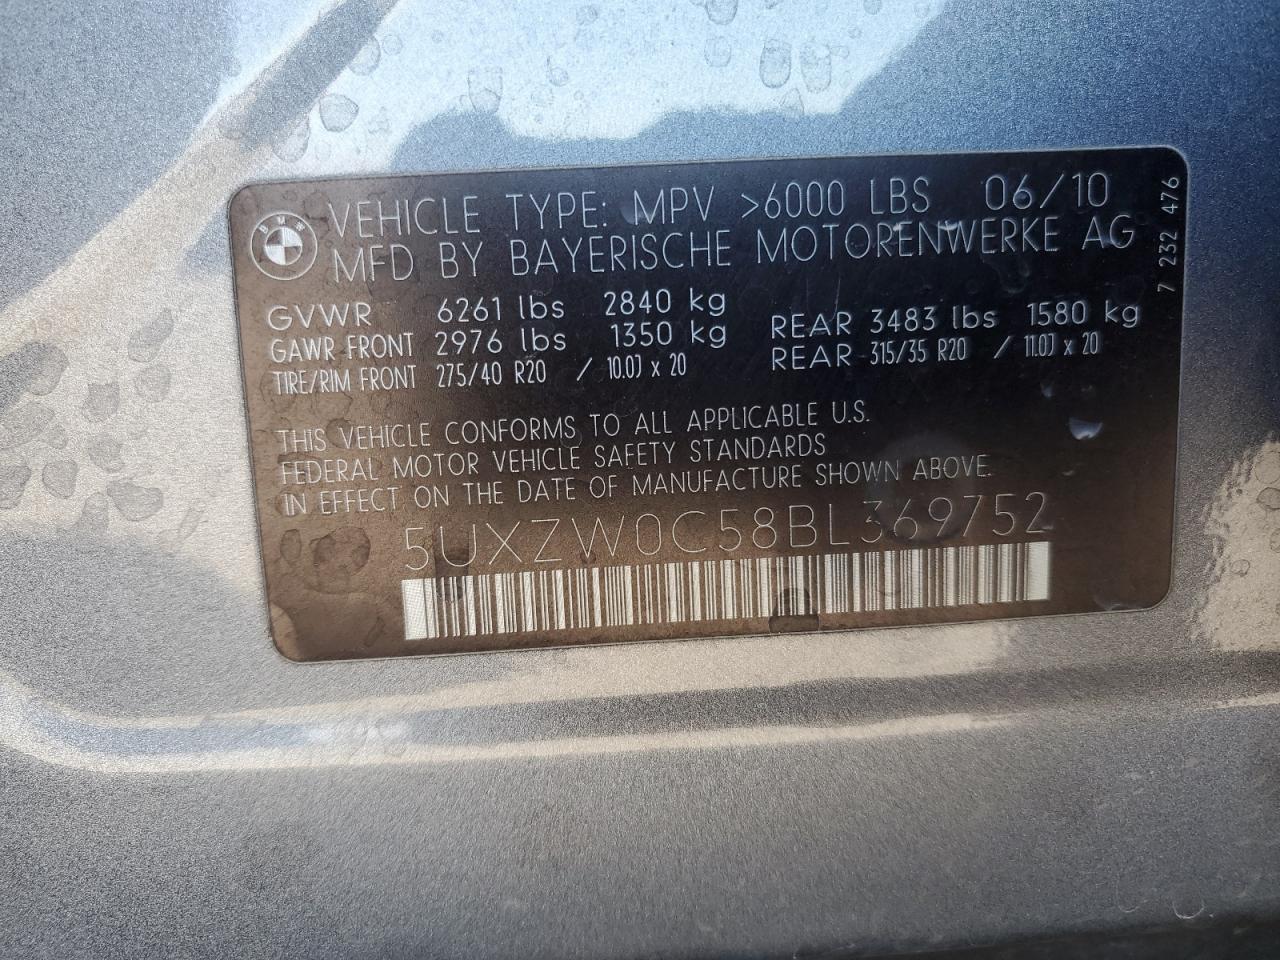 BMW
VEHICLE TYPE: MPV >6000 LBS 06/10
MFD BY BAYERISCHE MOTORENWERKE AG
7 232 476
GVWR 6261 lbs 2840 kg
GAWR FRONT 2976 lbs 1350 kg REAR 3483 lbs 1580 kg
TIRE/RIM FRONT 275/40 R20 / 10.0J x 20 REAR 315/35 R20 / 11.0J x 20
THIS VEHICLE CONFORMS TO ALL APPLICABLE U.S.
FEDERAL MOTOR VEHICLE SAFETY STANDARDS
IN EFFECT ON THE DATE OF MANUFACTURE SHOWN ABOVE.
5UXZW0C58BL369752